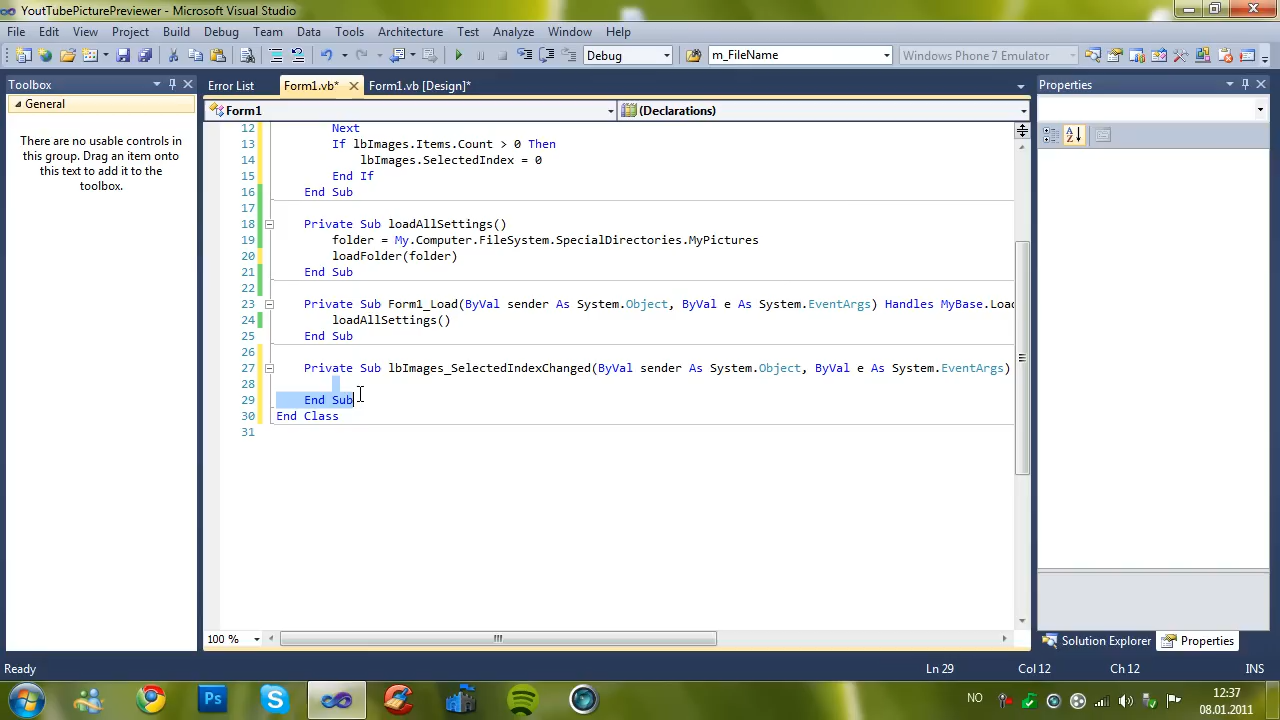 YoutTubePicturePreviewer - Microsoft Visual Studio
File Edit View Project Build Debug Team Data Tools Architecture Test Analyze Window Help
Debug m_FileName Windows Phone 7 Emulator
Toolbox
General
There are no usable controls in
this group. Drag an item onto
this text to add it to the
toolbox.
Error List Form1.vb* Form1.vb [Design]*
Form1 (Declarations)
12 Next
13 If lbImages.Items.Count > 0 Then
14 lbImages.SelectedIndex = 0
15 End If
16 End Sub
17
18 Private Sub loadAllSettings()
19 folder = My.Computer.FileSystem.SpecialDirectories.MyPictures
20 loadFolder(folder)
21 End Sub
22
23 Private Sub Form1_Load(ByVal sender As System.Object, ByVal e As System.EventArgs) Handles MyBase.Load
24 loadAllSettings()
25 End Sub
26
27 Private Sub lbImages_SelectedIndexChanged(ByVal sender As System.Object, ByVal e As System.EventArgs)
28
29 End Sub
30 End Class
31
100 %
Properties
Solution Explorer Properties
Ready Ln 29 Col 12 Ch 12 INS
Ps
NO
12:37
08.01.2011